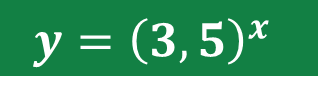 y = (3,5)ˣ